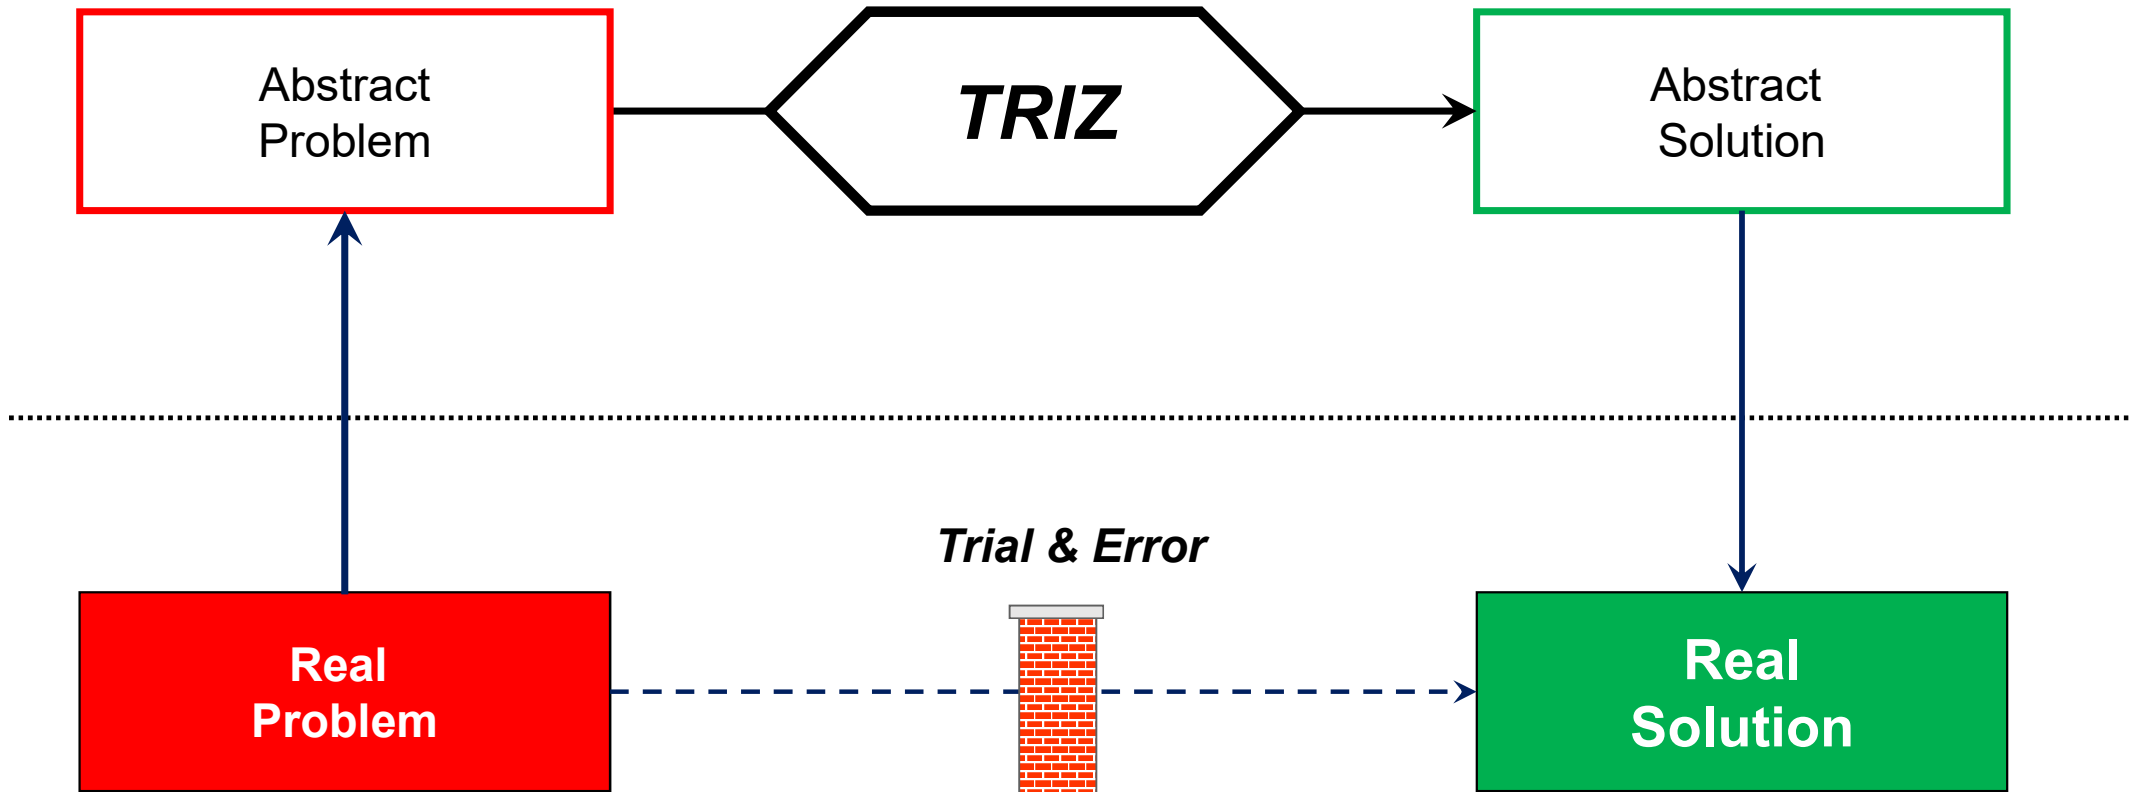 Abstract
Problem
TRIZ
Abstract
Solution
Trial & Error
Real
Problem
Real
Solution